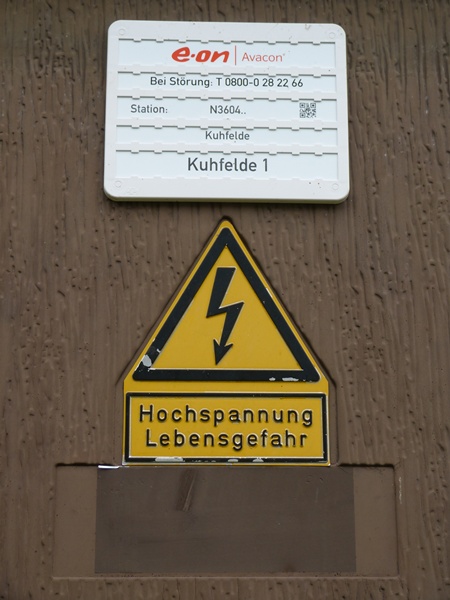 e·on | Avacon
Bei Störung: T 0800-0 28 22 66
Station: N3604..
Kuhfelde
Kuhfelde 1
Hochspannung
Lebensgefahr